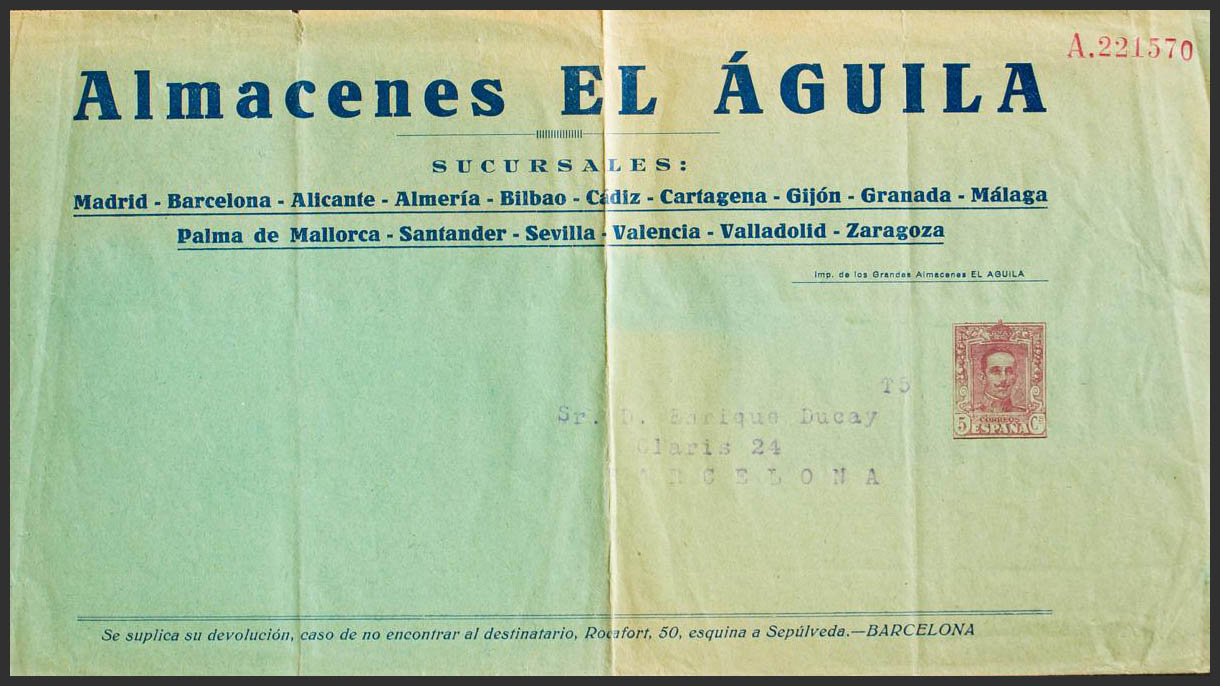 A.221570
Almacenes EL ÁGUILA
SUCURSALES:
Madrid - Barcelona - Alicante - Almería - Bilbao - Cádiz - Cartagena - Gijón - Granada - Málaga
Palma de Mallorca - Santander - Sevilla - Valencia - Valladolid - Zaragoza
Imp. de los Grandes Almacenes EL AGUILA
T5
Sr. D. Enrique Ducay
Claris 24
BARCELONA
CORREOS
5 ESPAÑA Cs
Se suplica su devolución, caso de no encontrar al destinatario, Rocafort, 50, esquina a Sepúlveda.—BARCELONA